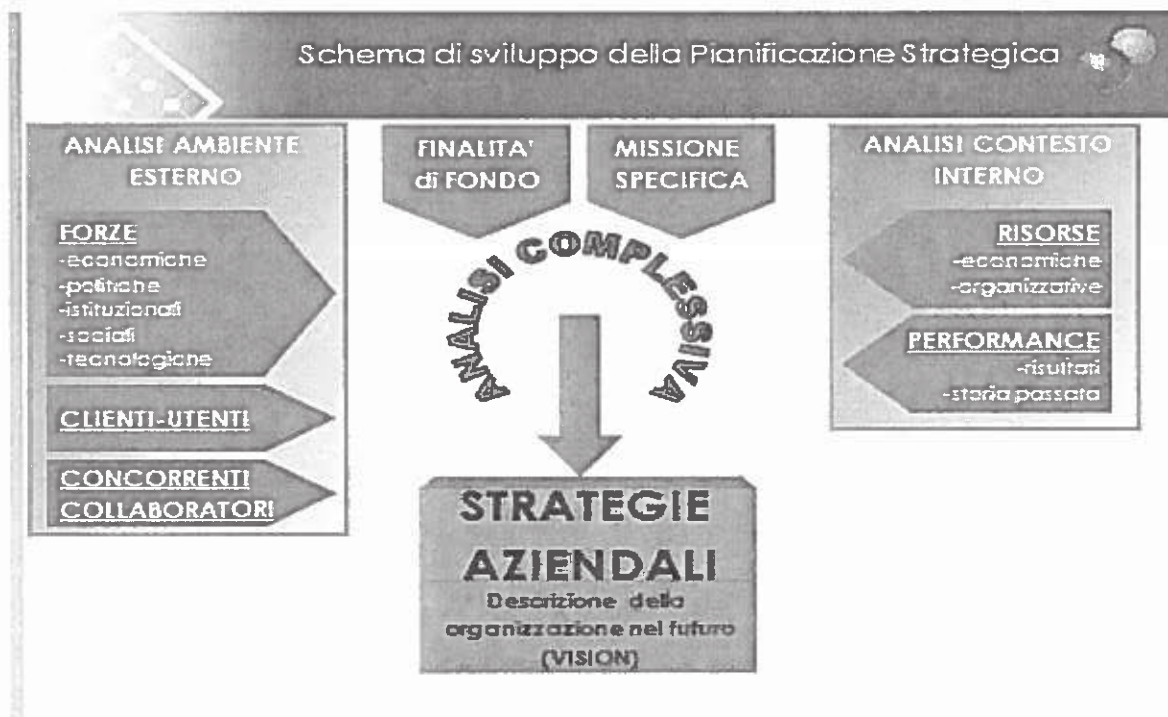 Schema di sviluppo della Pianificazione Strategica
ANALISI AMBIENTE
ESTERNO
FORZE
-economiche
-politiche
-istituzionali
-sociali
-tecnologiche
CLIENTI-UTENTI
CONCORRENTI
COLLABORATORI
FINALITA'
di FONDO
MISSIONE
SPECIFICA
ANALISI COMPLESSIVA
STRATEGIE
AZIENDALI
Descrizione della
organizzazione nel futuro
(VISION)
ANALISI CONTESTO
INTERNO
RISORSE
-economiche
-organizzative
PERFORMANCE
-risultati
-storia passata